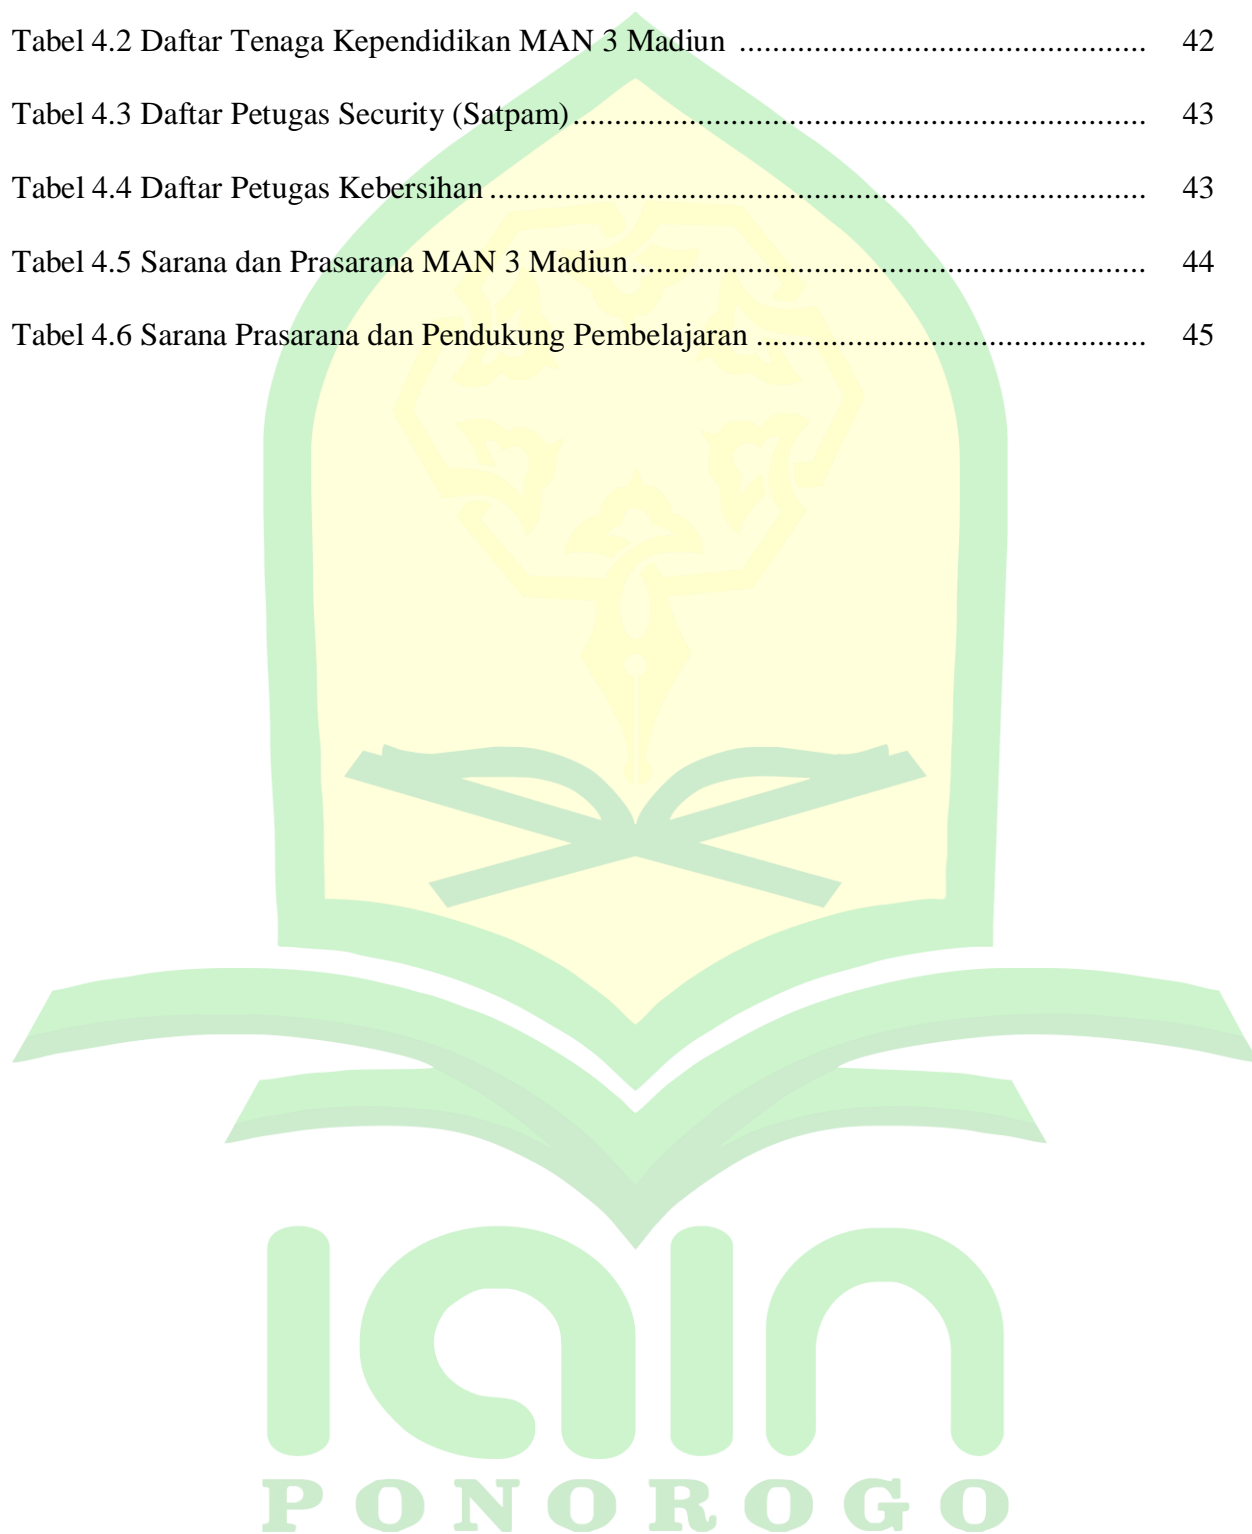 Tabel 4.2 Daftar Tenaga Kependidikan MAN 3 Madiun ................................................ 42
Tabel 4.3 Daftar Petugas Security (Satpam)..................................................................... 43
Tabel 4.4 Daftar Petugas Kebersihan ............................................................................... 43
Tabel 4.5 Sarana dan Prasarana MAN 3 Madiun.............................................................. 44
Tabel 4.6 Sarana Prasarana dan Pendukung Pembelajaran ............................................... 45
iain
PONOROGO